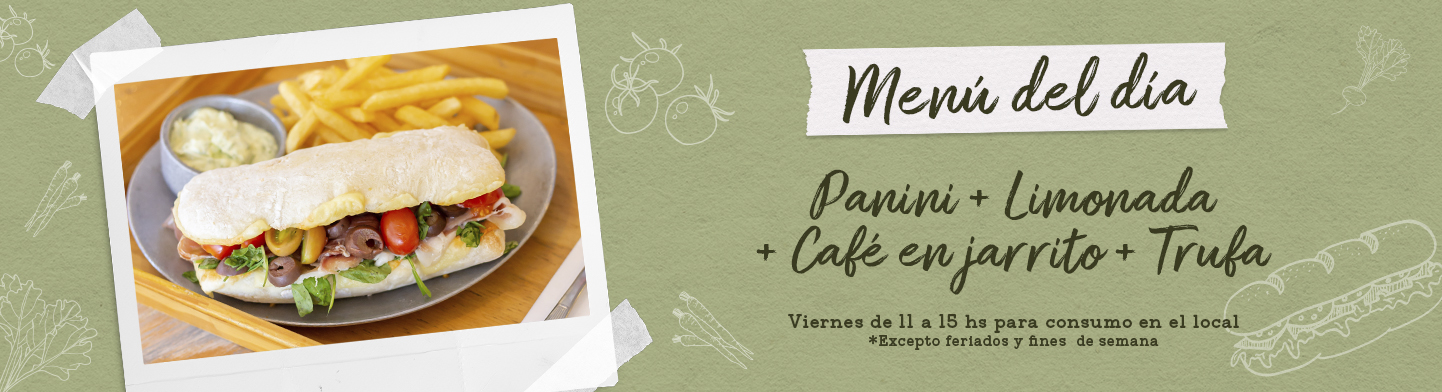 Menú del día
Panini + Limonada
+ Café en jarrito + Trufa
Viernes de 11 a 15 hs para consumo en el local
*Excepto feriados y fines de semana